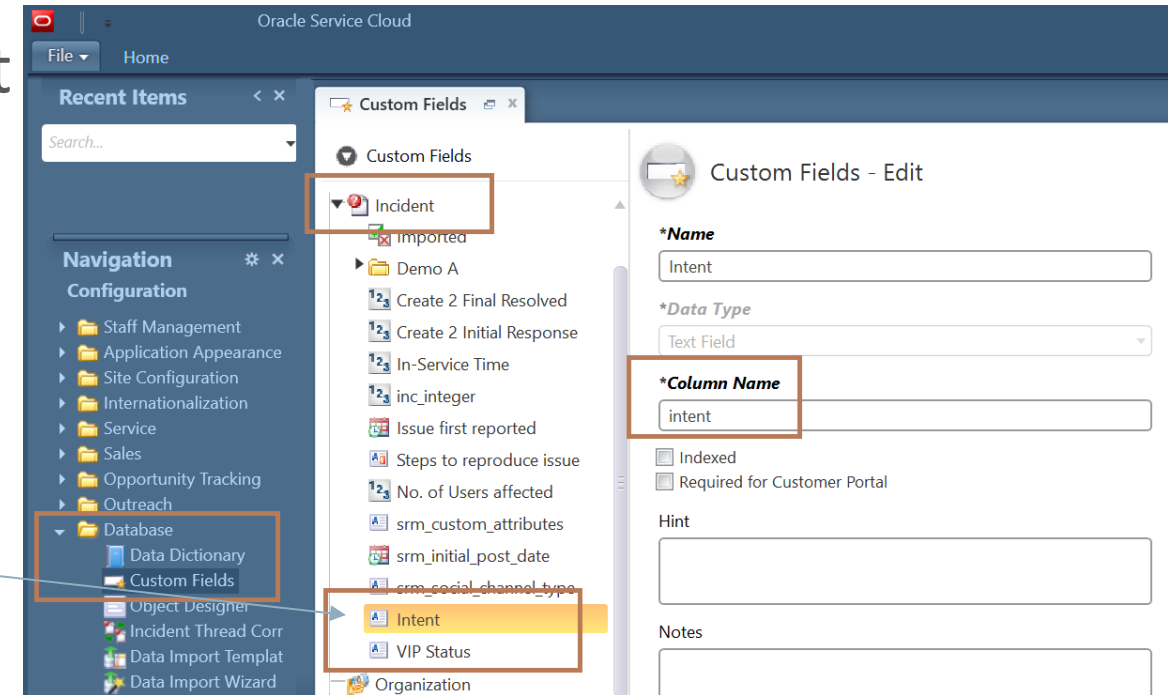 Oracle Service Cloud
t
File
Home
Recent Items
Search...
Navigation
Configuration
Staff Management
Application Appearance
Site Configuration
Internationalization
Service
Sales
Opportunity Tracking
Outreach
Database
Data Dictionary
Custom Fields
Object Designer
Incident Thread Corr
Data Import Templat
Data Import Wizard
Custom Fields
Custom Fields
Incident
Imported
Demo A
Create 2 Final Resolved
Create 2 Initial Response
In-Service Time
inc_integer
Issue first reported
Steps to reproduce issue
No. of Users affected
srm_custom_attributes
srm_initial_post_date
srm_social_channel_type
Intent
VIP Status
Organization
Custom Fields - Edit
*Name
Intent
*Data Type
Text Field
*Column Name
intent
Indexed
Required for Customer Portal
Hint
Notes